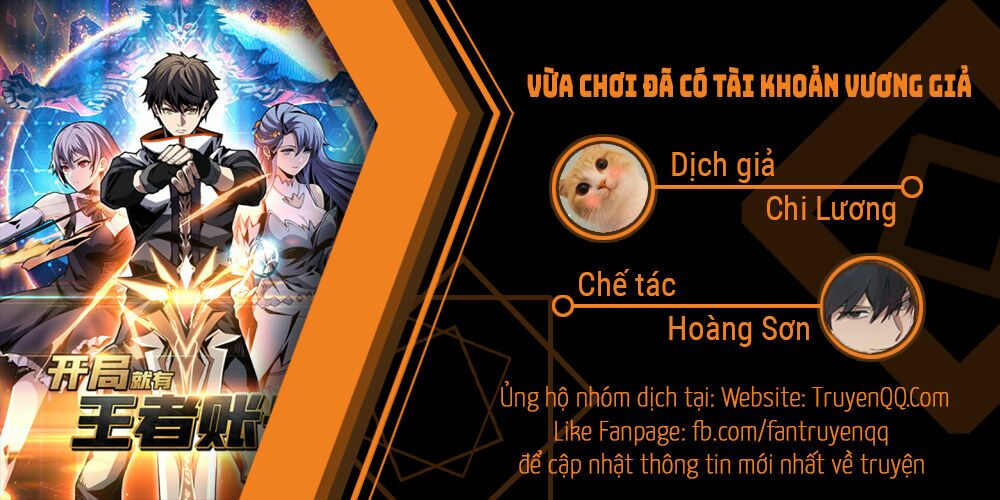 VỪA CHƠI ĐÃ CÓ TÀI KHOẢN VƯƠNG GIẢ
Dịch giả
Chi Lương
Chế tác
Hoàng Sơn
Ủng hộ nhóm dịch tại: Website: TruyenQQ.Com
Like Fanpage: fb.com/fantruyenqq
để cập nhật thông tin mới nhất về truyện
开局就有
王者账